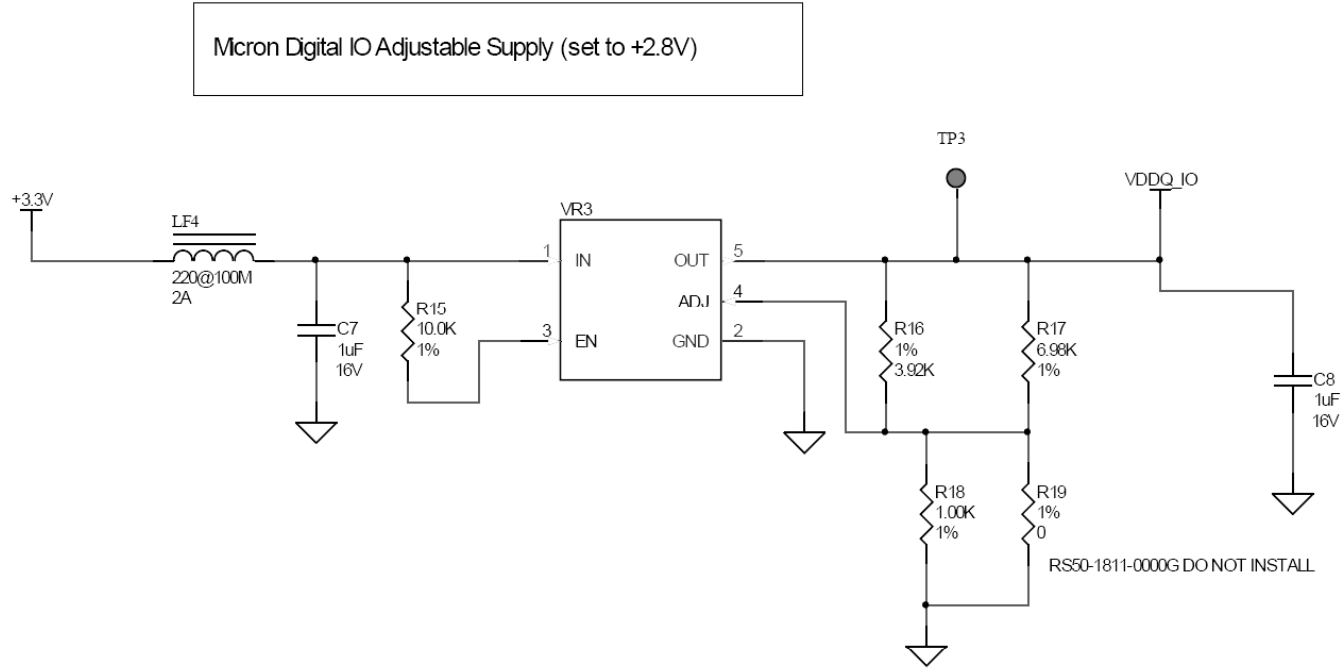 Micron Digital IO Adjustable Supply (set to +2.8V)
TP3
+3.3V
VDDQ_IO
LF4
220@100M
2A
VR3
1
IN
OUT
5
ADJ
4
3
EN
GND
2
C7
1uF
16V
R15
10.0K
1%
R16
1%
3.92K
R17
6.98K
1%
C8
1uF
16V
R18
1.00K
1%
R19
1%
0
RS50-1811-0000G DO NOT INSTALL